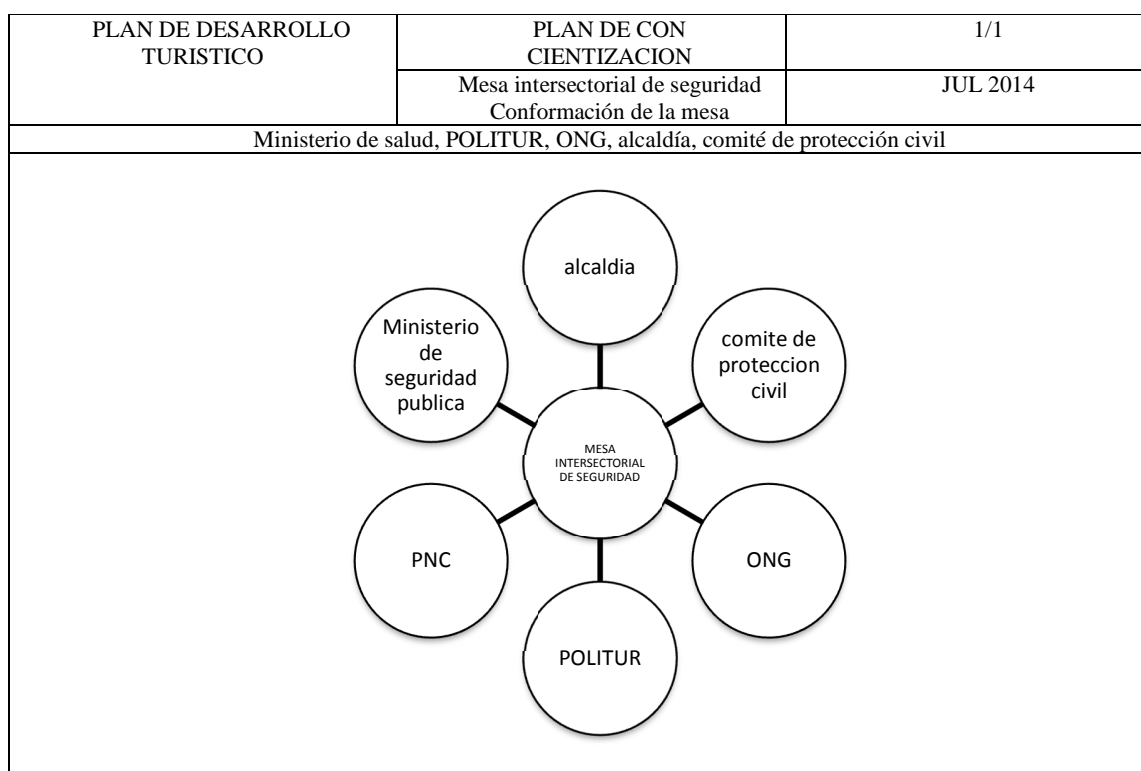 PLAN DE DESARROLLO
TURISTICO
PLAN DE CON
CIENTIZACION
1/1
Mesa intersectorial de seguridad
Conformación de la mesa
JUL 2014
Ministerio de salud, POLITUR, ONG, alcaldía, comité de protección civil
alcaldia
Ministerio
de
seguridad
publica
comite de
proteccion
civil
MESA
INTERSECTORIAL
DE SEGURIDAD
PNC
ONG
POLITUR